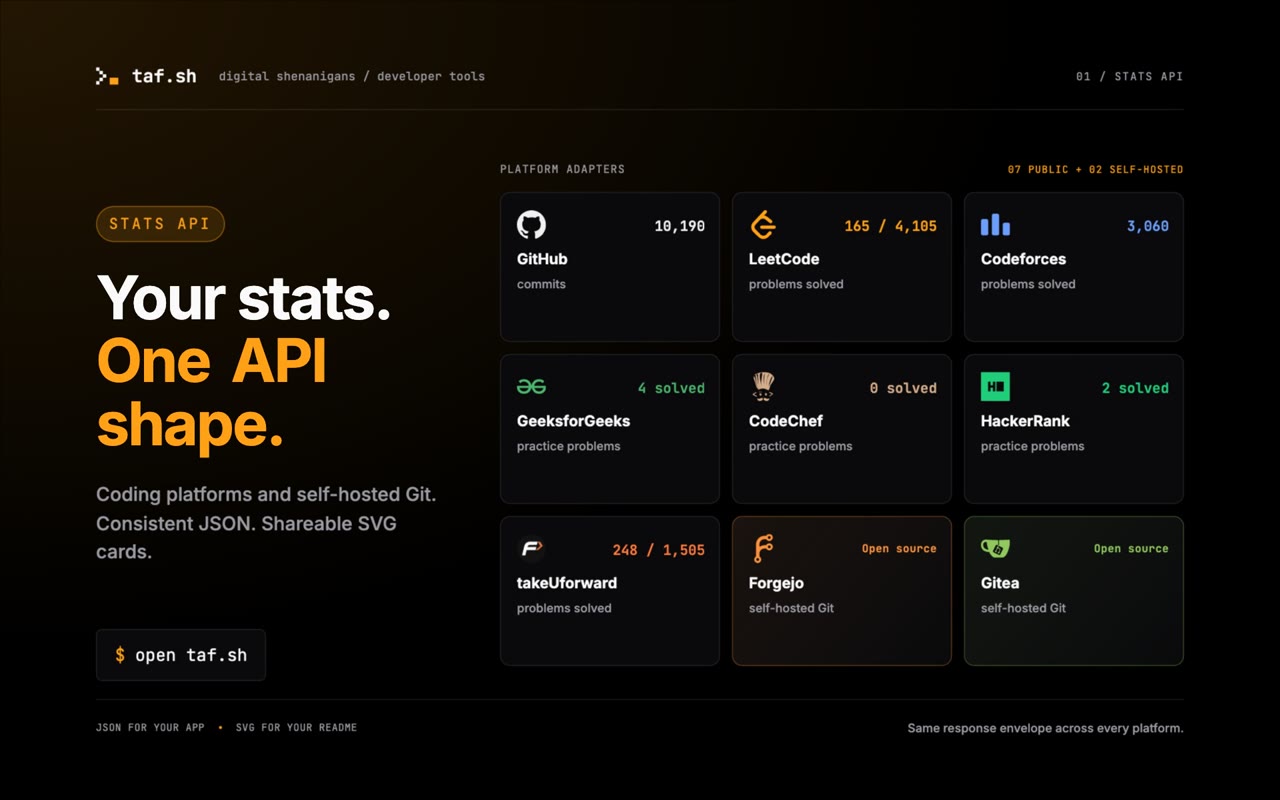 taf.sh
digital shenanigans / developer tools
01 / STATS API
STATS API
Your stats.
One API
shape.
Coding platforms and self-hosted Git.
Consistent JSON. Shareable SVG
cards.
$ open taf.sh
PLATFORM ADAPTERS
07 PUBLIC + 02 SELF-HOSTED
10,190
GitHub
commits
165 / 4,105
LeetCode
problems solved
3,060
Codeforces
problems solved
4 solved
GeeksforGeeks
practice problems
0 solved
CodeChef
practice problems
2 solved
HackerRank
practice problems
248 / 1,505
takeUforward
problems solved
Open source
Forgejo
self-hosted Git
Open source
Gitea
self-hosted Git
JSON FOR YOUR APP • SVG FOR YOUR README
Same response envelope across every platform.